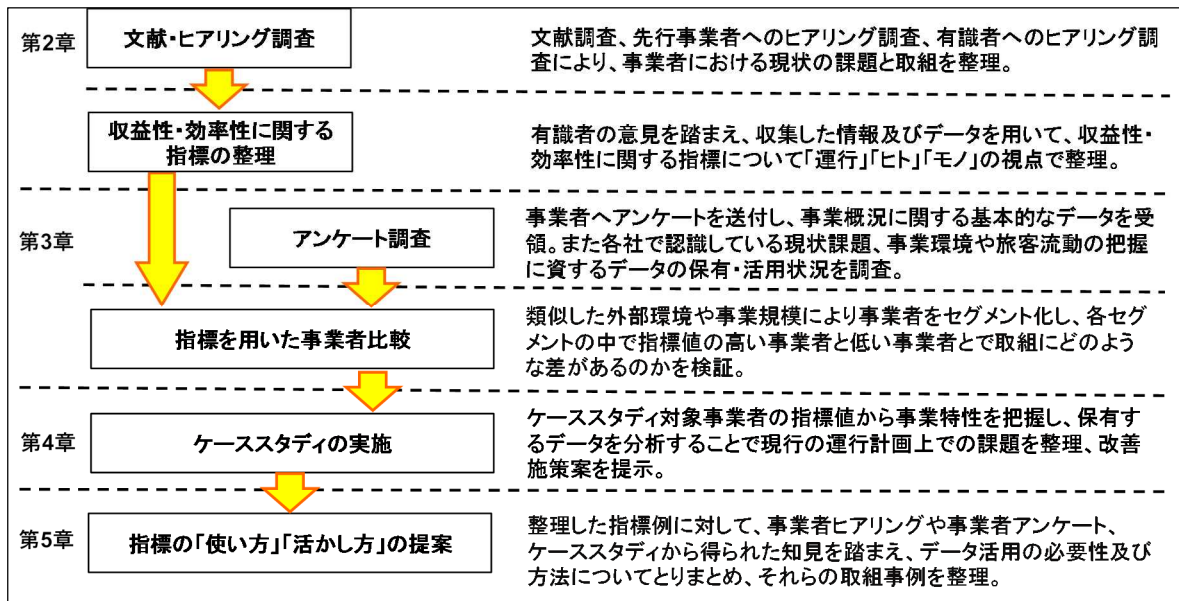 第2章
文献・ヒアリング調査
文献調査、先行事業者へのヒアリング調査、有識者へのヒアリング調
査により、事業者における現状の課題と取組を整理。
収益性・効率性に関する
指標の整理
有識者の意見を踏まえ、収集した情報及びデータを用いて、収益性・
効率性に関する指標について「運行」「ヒト」「モノ」の視点で整理。
第3章
アンケート調査
事業者へアンケートを送付し、事業概況に関する基本的なデータを受
領。また各社で認識している現状課題、事業環境や旅客流動の把握
に資するデータの保有・活用状況を調査。
指標を用いた事業者比較
類似した外部環境や事業規模により事業者をセグメント化し、各セグ
メントの中で指標値の高い事業者と低い事業者とで取組にどのよう
な差があるのかを検証。
第4章
ケーススタディの実施
ケーススタディ対象事業者の指標値から事業特性を把握し、保有す
るデータを分析することで現行の運行計画上での課題を整理、改善
施策案を提示。
第5章
指標の「使い方」「活かし方」の提案
整理した指標例に対して、事業者ヒアリングや事業者アンケート、
ケーススタディから得られた知見を踏まえ、データ活用の必要性及び
方法についてとりまとめ、それらの取組事例を整理。